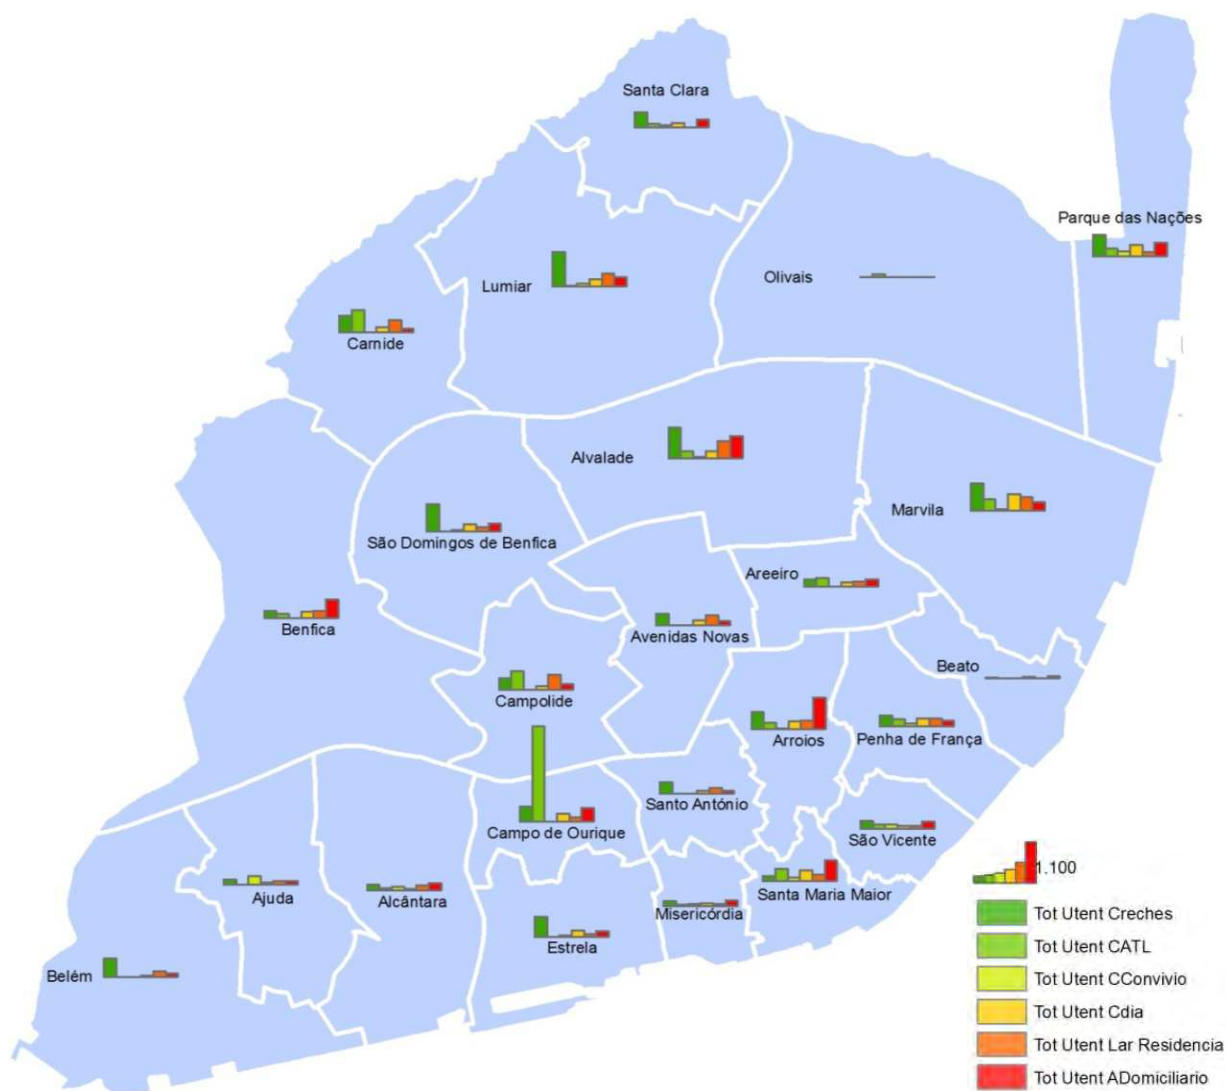 Santa Clara
Parque das Nações
Lumiar
Olivais
Carnide
Alvalade
Marvila
São Domingos de Benfica
Areeiro
Benfica
Avenidas Novas
Beato
Campolide
Arroios
Penha de França
Santo António
Campo de Ourique
São Vicente
Ajuda
Alcântara
Santa Maria Maior
Misericórdia
Estrela
Belém
1.100
Tot Utent Creches
Tot Utent CATL
Tot Utent CConvivio
Tot Utent Cdia
Tot Utent Lar Residencia
Tot Utent ADomiciliario